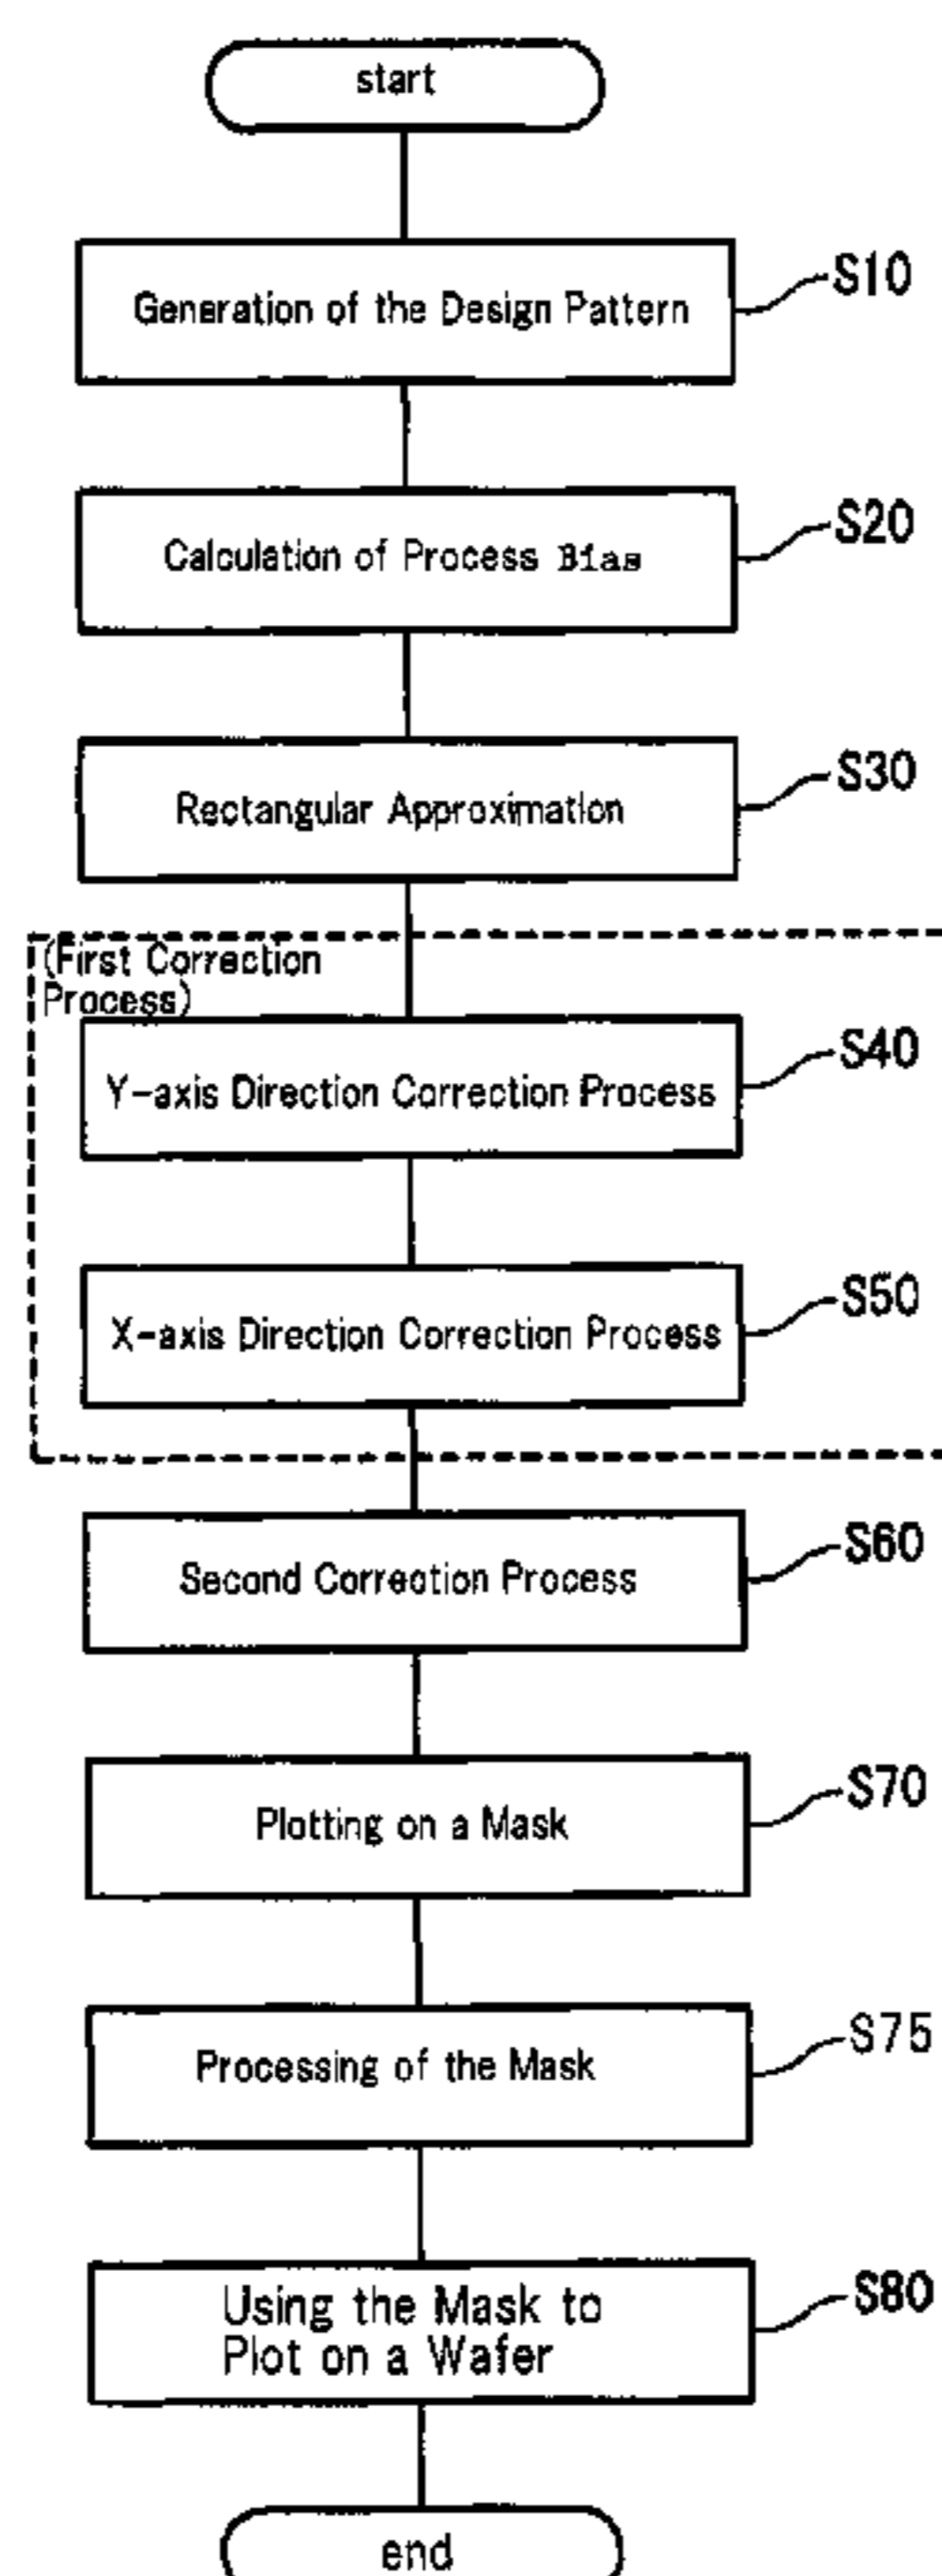 start
Generation of the Design Pattern
S10
Calculation of Process Bias
S20
Rectangular Approximation
S30
(First Correction
Process)
Y-axis Direction Correction Process
S40
X-axis Direction Correction Process
S50
Second Correction Process
S60
Plotting on a Mask
S70
Processing of the Mask
S75
Using the Mask to
Plot on a Wafer
S80
end